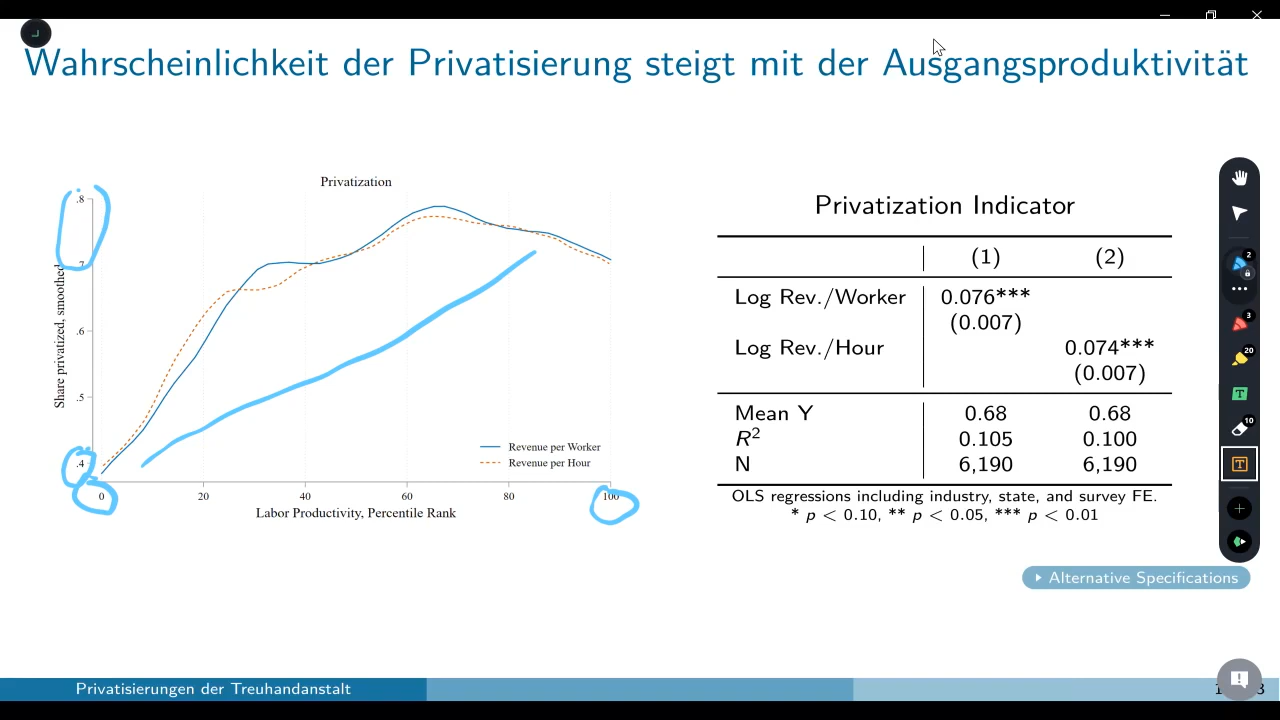 Wahrscheinlichkeit der Privatisierung steigt mit der Ausgangsproduktivität
Privatization
.8
.7
.6
.5
.4
Share privatized, smoothed
0 20 40 60 80 100
Labor Productivity, Percentile Rank
Revenue per Worker
Revenue per Hour
Privatization Indicator
(1) (2)
Log Rev./Worker 0.076***
(0.007)
Log Rev./Hour 0.074***
(0.007)
Mean Y 0.68 0.68
R² 0.105 0.100
N 6,190 6,190
OLS regressions including industry, state, and survey FE.
* p < 0.10, ** p < 0.05, *** p < 0.01
Alternative Specifications
Privatisierungen der Treuhandanstalt
2
3
20
T
10
T